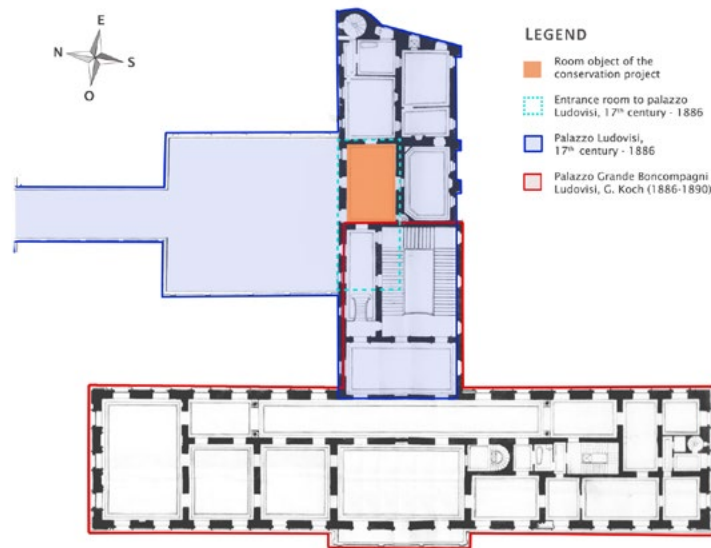 E
N
S
O
LEGEND
Room object of the
conservation project
Entrance room to palazzo
Ludovisi, 17th century - 1886
Palazzo Ludovisi,
17th century - 1886
Palazzo Grande Boncompagni
Ludovisi, G. Koch (1886-1890)